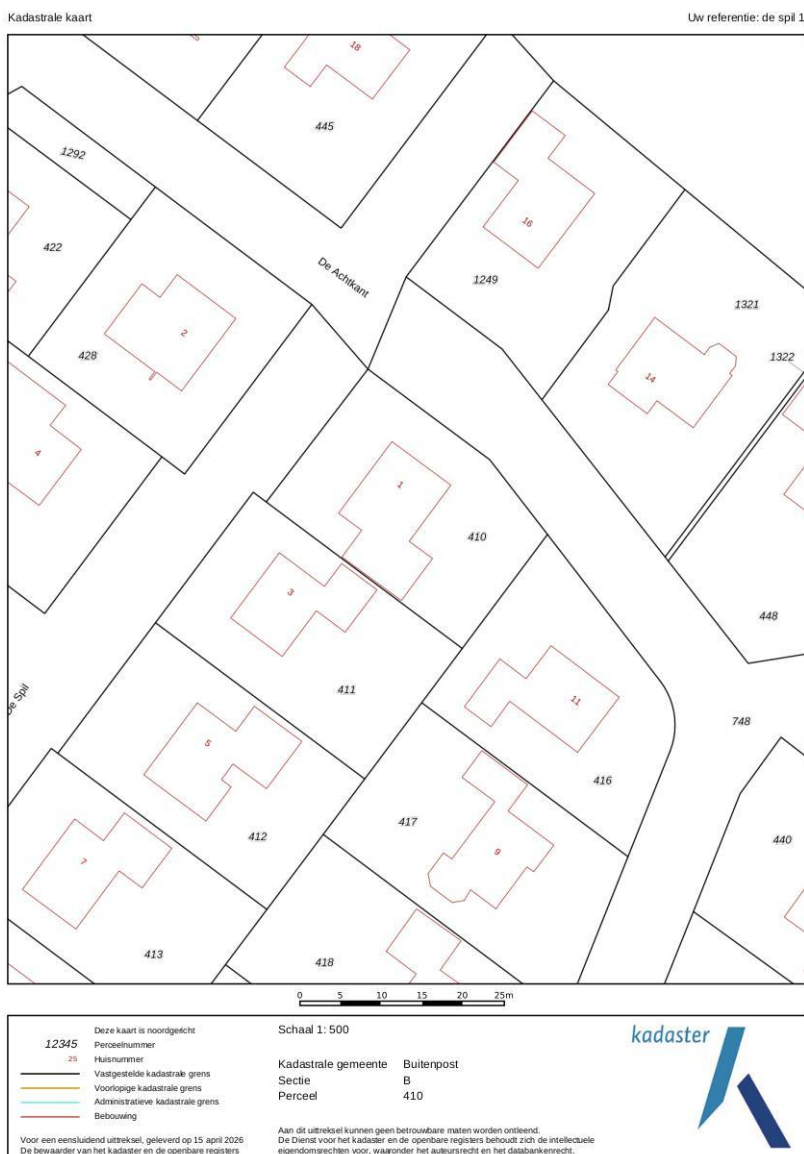 Kadastrale kaart
Uw referentie: de spil 1
18
445
1292
16
422
De Achtkant
1249
1321
2
428
1322
14
4
1
410
3
448
411
De Spil
11
748
5
416
417
412
440
9
7
413
418
0 5 10 15 20 25m
Deze kaart is noordgericht
12345 Perceelnummer
25 Huisnummer
Vastgestelde kadastrale grens
Voorlopige kadastrale grens
Administratieve kadastrale grens
Bebouwing
Voor een eensluidend uittreksel, geleverd op 15 april 2026
De bewaarder van het kadaster en de openbare registers
Schaal 1: 500
Kadastrale gemeente Buitenpost
Sectie B
Perceel 410
Aan dit uittreksel kunnen geen betrouwbare maten worden ontleend.
De Dienst voor het kadaster en de openbare registers behoudt zich de intellectuele
eigendomsrechten voor, waaronder het auteursrecht en het databankenrecht.
kadaster